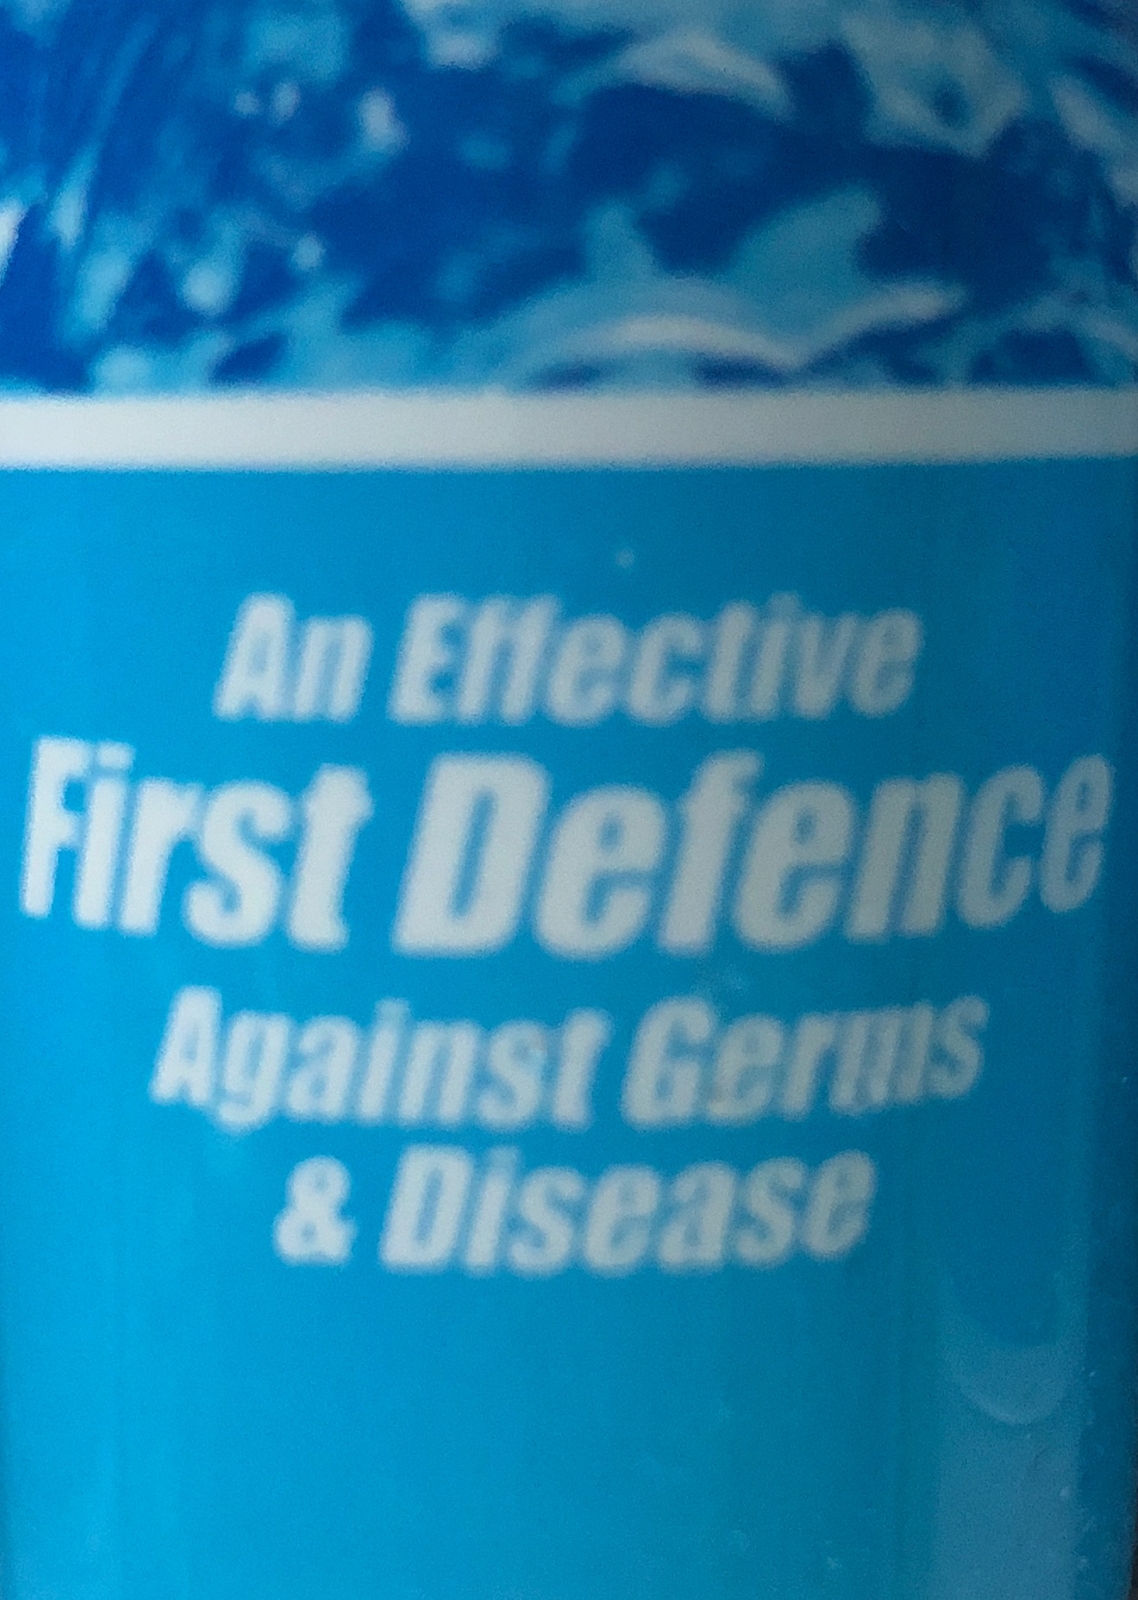 An Effective
First Defence
Against Germs
& Disease